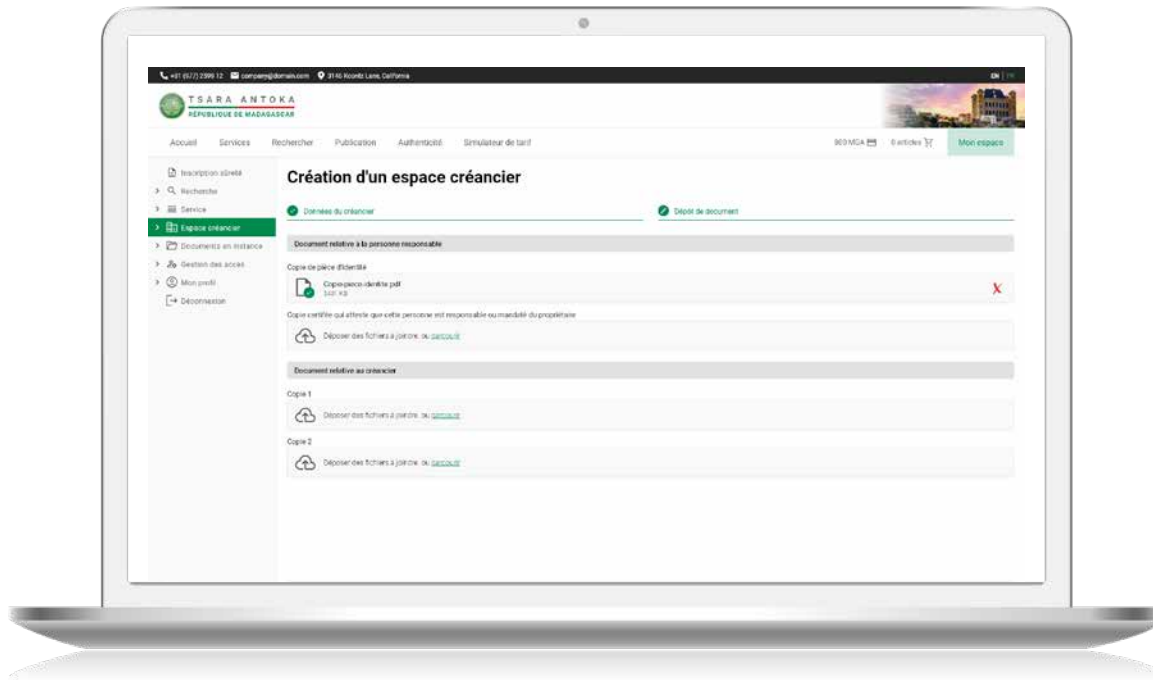 +01 (677) 2599 12 company@domain.com 3146 Koontz Lane, California EN | FR
TSARA ANTOKA
RÉPUBLIQUE DE MADAGASCAR
Accueil Services Rechercher Publication Authenticité Simulateur de tarif MGA 0 articles Mon espace
Inscription sûreté
Recherche
Service
Espace créancier
Documents en instance
Gestion des accès
Mon profil
Déconnexion
Création d'un espace créancier
Données du créancier Dépôt de document
Document relative à la personne responsable
Copie de pièce d'identité
Copie-piece-identite.pdf
KB
X
Copie certifiée qui atteste que cette personne est responsable ou mandaté du propriétaire
Déposer des fichiers à joindre, ou parcourir
Document relative au créancier
Copie 1
Déposer des fichiers à joindre, ou parcourir
Copie 2
Déposer des fichiers à joindre, ou parcourir